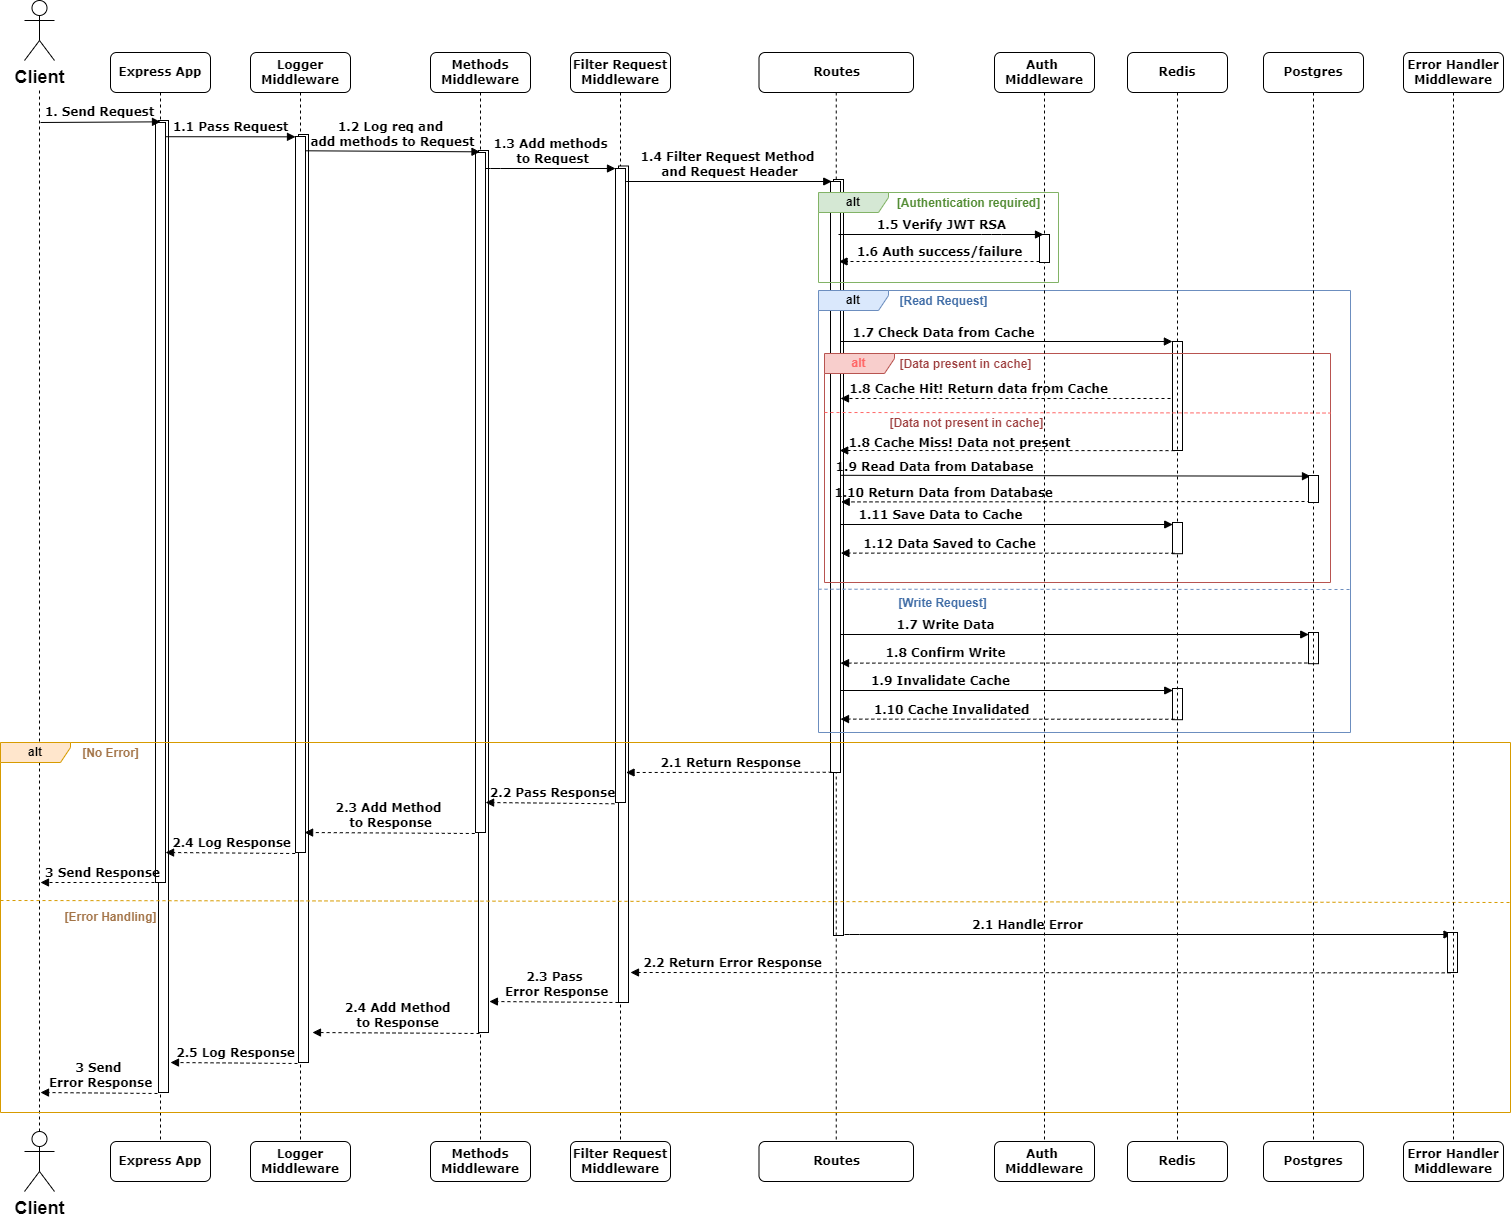 Client
Express App
Logger
Middleware
Methods
Middleware
Filter Request
Middleware
Routes
Auth
Middleware
Redis
Postgres
Error Handler
Middleware
1. Send Request
1.1 Pass Request
1.2 Log req and
add methods to Request
1.3 Add methods
to Request
1.4 Filter Request Method
and Request Header
alt
[Authentication required]
1.5 Verify JWT RSA
1.6 Auth success/failure
alt
[Read Request]
1.7 Check Data from Cache
alt
[Data present in cache]
1.8 Cache Hit! Return data from Cache
[Data not present in cache]
1.8 Cache Miss! Data not present
1.9 Read Data from Database
1.10 Return Data from Database
1.11 Save Data to Cache
1.12 Data Saved to Cache
[Write Request]
1.7 Write Data
1.8 Confirm Write
1.9 Invalidate Cache
1.10 Cache Invalidated
alt
[No Error]
2.1 Return Response
2.2 Pass Response
2.3 Add Method
to Response
2.4 Log Response
3 Send Response
[Error Handling]
2.1 Handle Error
2.2 Return Error Response
2.3 Pass
Error Response
2.4 Add Method
to Response
2.5 Log Response
3 Send
Error Response
Client
Express App
Logger
Middleware
Methods
Middleware
Filter Request
Middleware
Routes
Auth
Middleware
Redis
Postgres
Error Handler
Middleware